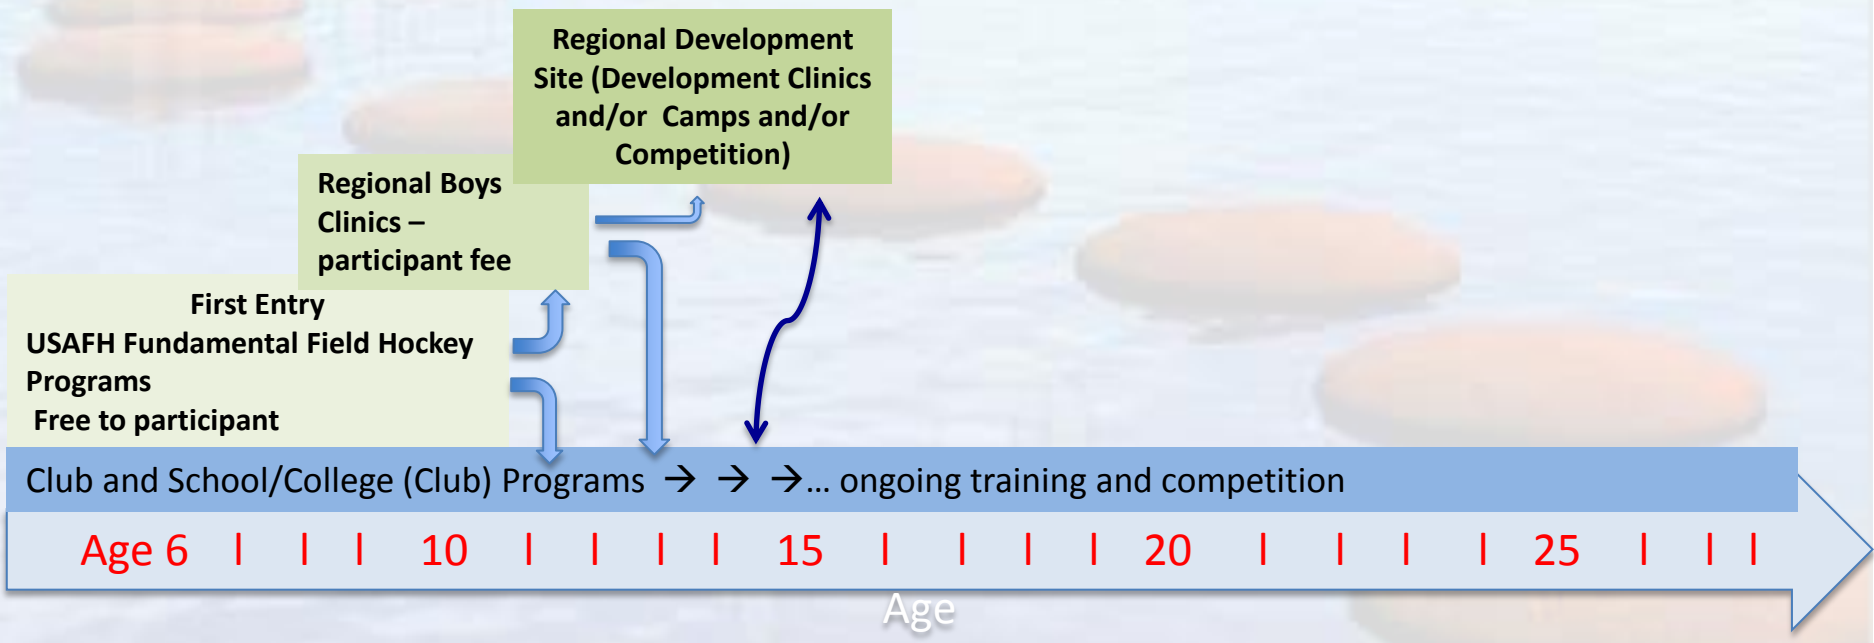 Regional Development
Site (Development Clinics
and/or Camps and/or
Competition)
Regional Boys
Clinics –
participant fee
First Entry
USAFH Fundamental Field Hockey
Programs
Free to participant
Club and School/College (Club) Programs → → →... ongoing training and competition
Age 6 | | | 10 | | | | 15 | | | | 20 | | | | 25 | | |
Age